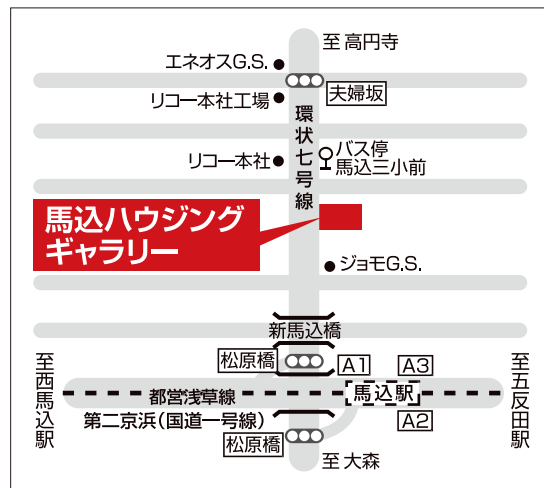 至 高円寺
エネオスG.S.
夫婦坂
リコー本社工場
環状七号線
バス停
馬込三小前
リコー本社
馬込ハウジング
ギャラリー
ジョモG.S.
新馬込橋
松原橋
A1
A3
至西馬込駅
至五反田駅
馬込駅
都営浅草線
第二京浜(国道一号線)
A2
松原橋
至 大森